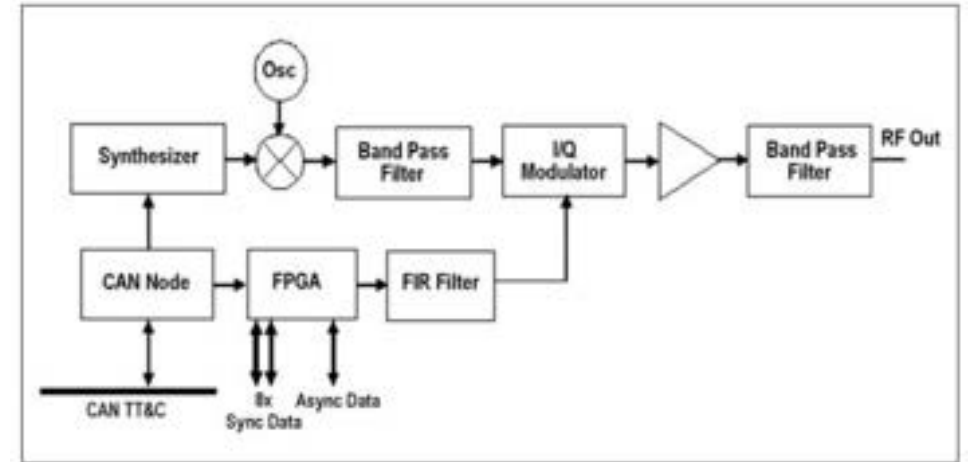 Osc
Synthesizer
Band Pass
Filter
I/Q
Modulator
Band Pass
Filter
RF Out
CAN Node
FPGA
FIR Filter
CAN TT&C
8x
Sync Data
Async Data